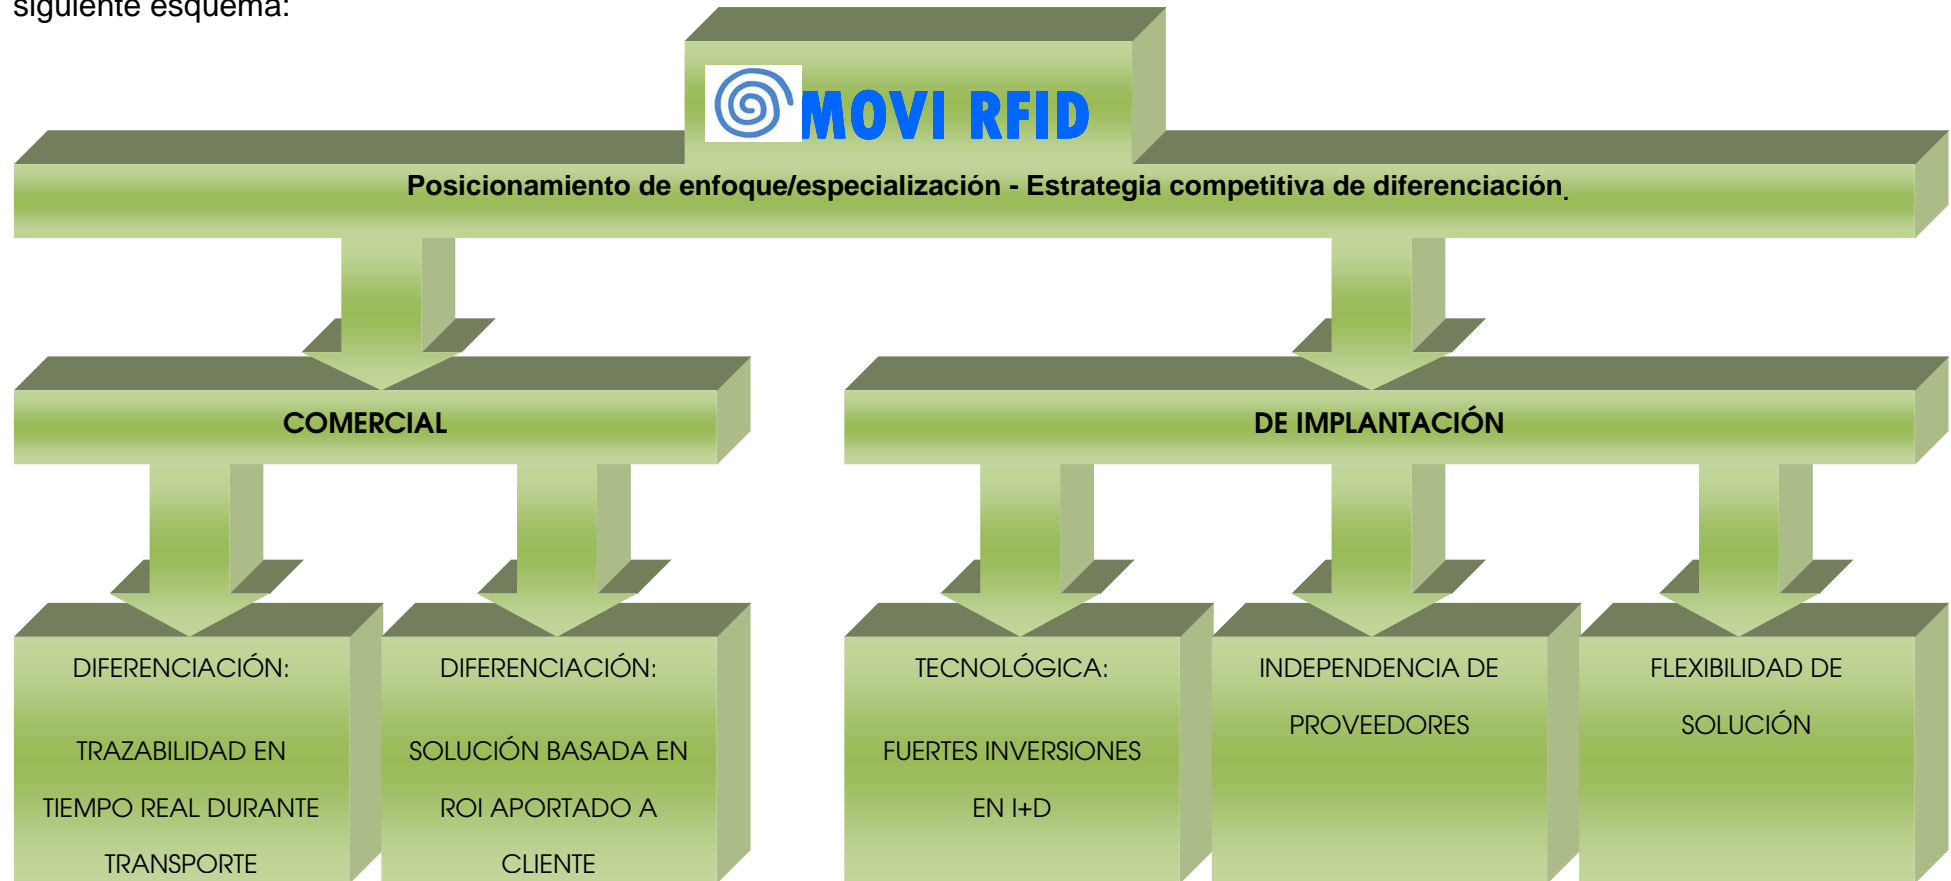 siguiente esquema:
MOVI RFID
Posicionamiento de enfoque/especialización - Estrategia competitiva de diferenciación.
COMERCIAL
DE IMPLANTACIÓN
DIFERENCIACIÓN:
TRAZABILIDAD EN
TIEMPO REAL DURANTE
TRANSPORTE
DIFERENCIACIÓN:
SOLUCIÓN BASADA EN
ROI APORTADO A
CLIENTE
TECNOLÓGICA:
FUERTES INVERSIONES
EN I+D
INDEPENDENCIA DE
PROVEEDORES
FLEXIBILIDAD DE
SOLUCIÓN